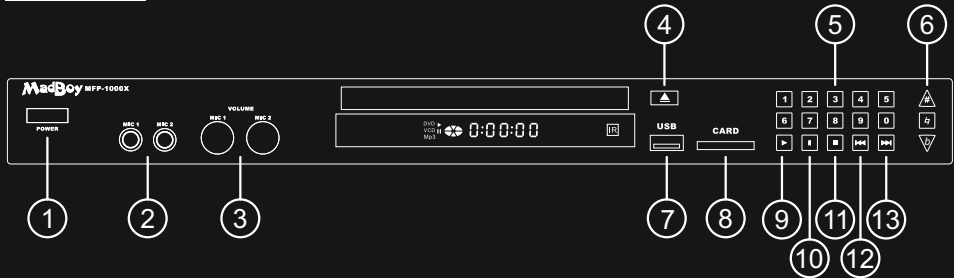 4 5 6
MadBoy MFP-1000X
POWER
MIC 1 MIC 2
VOLUME
MIC 1 MIC 2
DVD
VCD
Mp3
0:00:00
IR
USB
CARD
1 2 3 4 5
6 7 8 9 0
#
♮
b
1 2 3 7 8 9 10 11 12 13